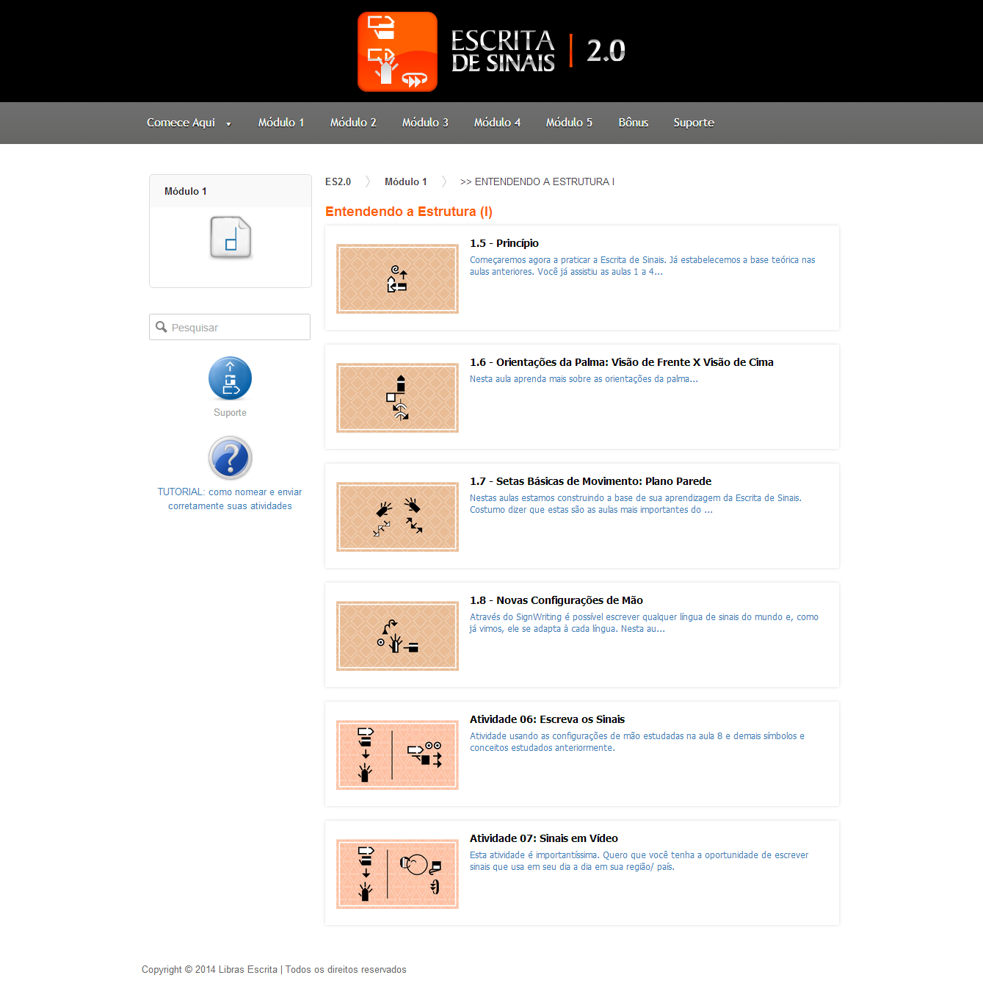 ESCRITA
DE SINAIS | 2.0
Comece Aqui Módulo 1 Módulo 2 Módulo 3 Módulo 4 Módulo 5 Bônus Suporte
Módulo 1
Pesquisar
Suporte
TUTORIAL: como nomear e enviar
corretamente suas atividades
ES2.0 Módulo 1 >> ENTENDENDO A ESTRUTURA I
Entendendo a Estrutura (I)
1.5 - Princípio
Começaremos agora a praticar a Escrita de Sinais. Já estabelecemos a base teórica nas
aulas anteriores. Você já assistiu as aulas 1 a 4...
1.6 - Orientações da Palma: Visão de Frente X Visão de Cima
Nesta aula aprenda mais sobre as orientações da palma...
1.7 - Setas Básicas de Movimento: Plano Parede
Nestas aulas estamos construindo a base de sua aprendizagem da Escrita de Sinais.
Costumo dizer que estas são as aulas mais importantes do ...
1.8 - Novas Configurações de Mão
Através do SignWriting é possível escrever qualquer língua de sinais do mundo e, como
já vimos, ele se adapta à cada língua. Nesta au...
Atividade 06: Escreva os Sinais
Atividade usando as configurações de mão estudadas na aula 8 e demais símbolos e
conceitos estudados anteriormente.
Atividade 07: Sinais em Vídeo
Esta atividade é importantíssima. Quero que você tenha a oportunidade de escrever
sinais que usa em seu dia a dia em sua região/ país.
Copyright © 2014 Libras Escrita | Todos os direitos reservados